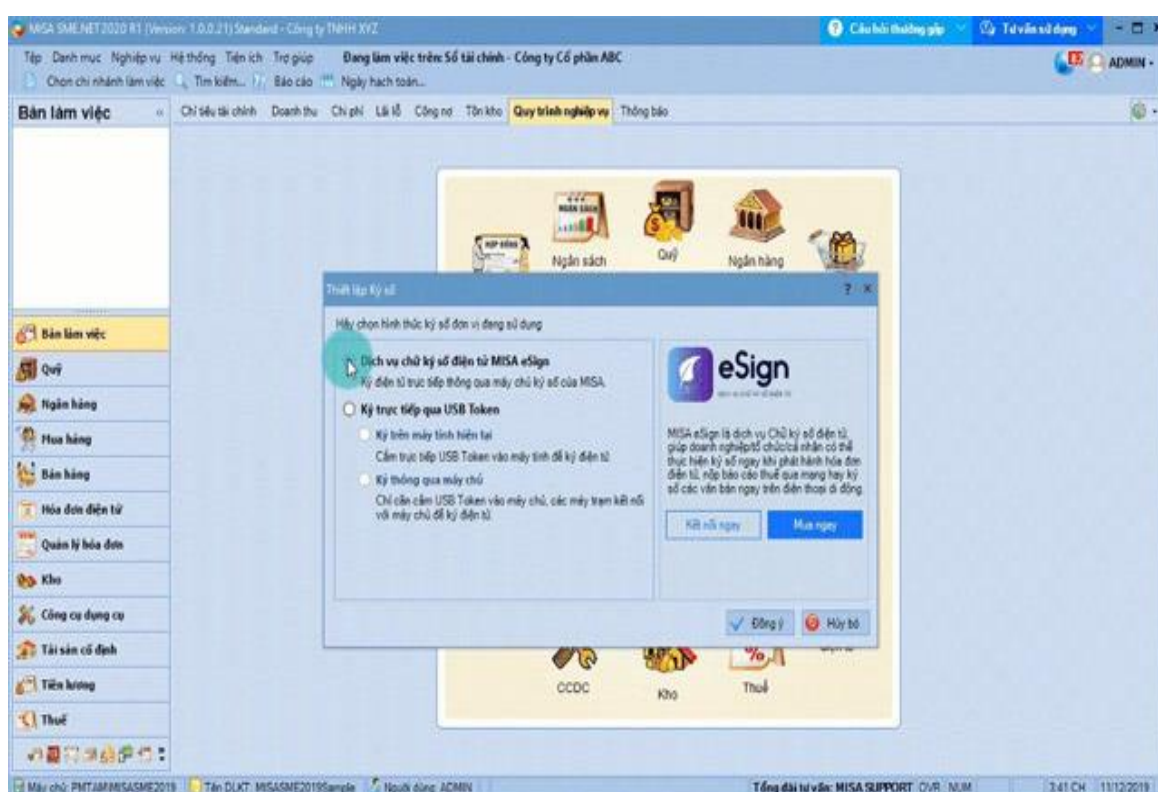 MISA SME.NET 2020 R1 (Version: 1.0.0.21) Standard - Công ty TNHH XYZ
Câu hỏi thường gặp
Tư vấn sử dụng
Tệp Danh mục Nghiệp vụ Hệ thống Tiện ích Trợ giúp Đang làm việc trên: Sổ tài chính - Công ty Cổ phần ABC
ADMIN
Chọn chi nhánh làm việc Tìm kiếm... Báo cáo Ngày hạch toán...
Bàn làm việc
Chỉ tiêu tài chính Doanh thu Chi phí Lãi lỗ Công nợ Tồn kho Quy trình nghiệp vụ Thông báo
NGÂN SÁCH
HỢP ĐỒNG
Ngân sách
Quỹ
Ngân hàng
Thiết lập Ký số
? ×
Hãy chọn hình thức ký số đơn vị đang sử dụng
Dịch vụ chữ ký số điện tử MISA eSign
Ký điện tử trực tiếp thông qua máy chủ ký số của MISA.
Ký trực tiếp qua USB Token
Ký trên máy tính hiện tại
Cắm trực tiếp USB Token vào máy tính để ký điện tử.
Ký thông qua máy chủ
Chỉ cần cắm USB Token vào máy chủ, các máy trạm kết nối
với máy chủ để ký điện tử.
eSign
MISA eSign là dịch vụ Chữ ký số điện tử,
giúp doanh nghiệp/tổ chức/cá nhân có thể
thực hiện ký số ngay khi phát hành hóa đơn
điện tử, nộp báo cáo thuế qua mạng hay ký
số các văn bản ngay trên điện thoại di động.
Kết nối ngay
Mua ngay
Đồng ý
Hủy bỏ
Bàn làm việc
Quỹ
Ngân hàng
Mua hàng
Bán hàng
Hóa đơn điện tử
Quản lý hóa đơn
Kho
Công cụ dụng cụ
Tài sản cố định
Tiền lương
Thuế
%
CCDC
Kho
Thuế
Máy chủ: PMTAM\MISASME2019 Tên DLKT: MISASME2019Sample Người dùng: ADMIN
Tổng đài tư vấn: MISA SUPPORT OVR NUM 3:41 CH 11/12/2019